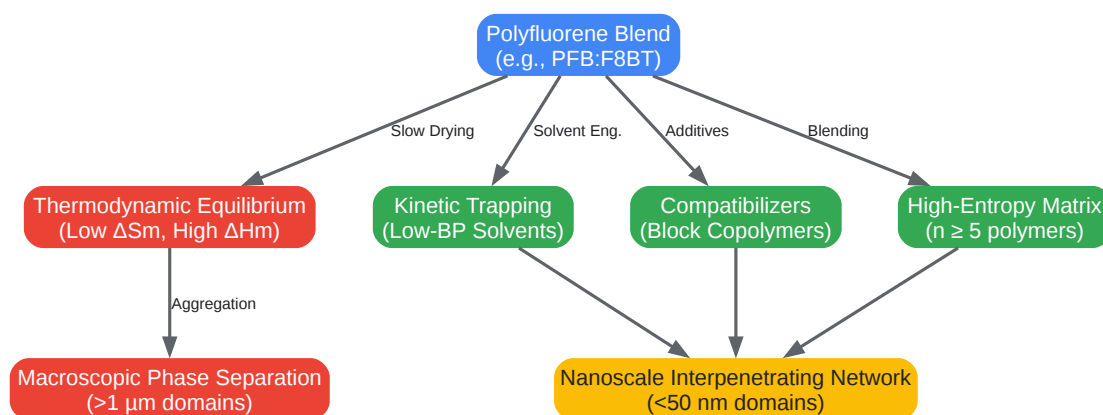 Polyfluorene Blend
(e.g., PFB:F8BT)
Slow Drying
Solvent Eng.
Additives
Blending
Thermodynamic Equilibrium
(Low ΔSm, High ΔHm)
Kinetic Trapping
(Low-BP Solvents)
Compatibilizers
(Block Copolymers)
High-Entropy Matrix
(n ≥ 5 polymers)
Aggregation
Macroscopic Phase Separation
(>1 µm domains)
Nanoscale Interpenetrating Network
(<50 nm domains)